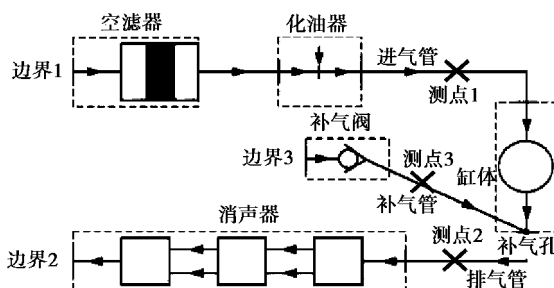 空滤器
化油器
边界1
进气管
测点1
补气阀
边界3
测点3
缸体
补气管
消声器
测点2
补气孔
边界2
排气管